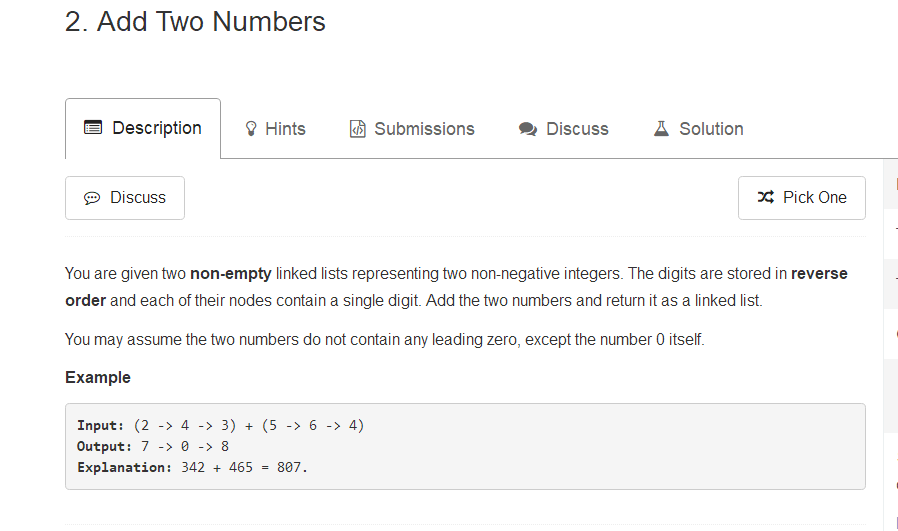 2. Add Two Numbers
Description Hints Submissions Discuss Solution
Discuss Pick One
You are given two non-empty linked lists representing two non-negative integers. The digits are stored in reverse
order and each of their nodes contain a single digit. Add the two numbers and return it as a linked list.
You may assume the two numbers do not contain any leading zero, except the number 0 itself.
Example
Input: (2 -> 4 -> 3) + (5 -> 6 -> 4)
Output: 7 -> 0 -> 8
Explanation: 342 + 465 = 807.